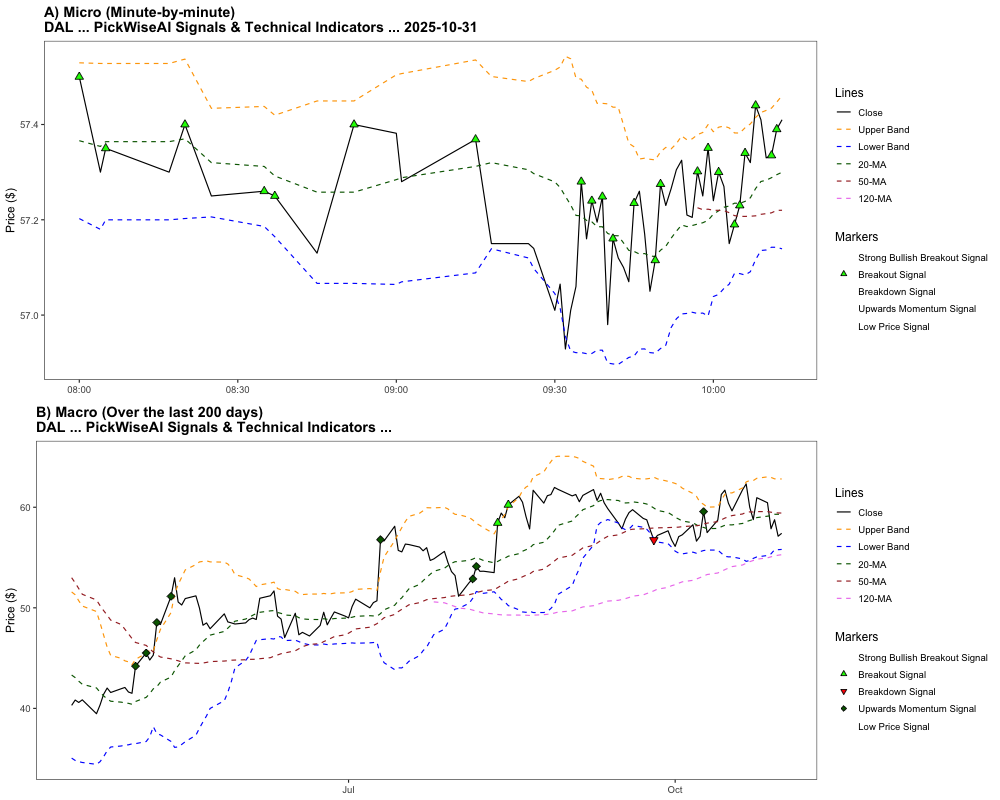 A) Micro (Minute-by-minute)
DAL ... PickWiseAI Signals & Technical Indicators ... 2025-10-31
Price ($)
57.4
57.2
57.0
08:00
08:30
09:00
09:30
10:00
Lines
Close
Upper Band
Lower Band
20-MA
50-MA
120-MA
Markers
Strong Bullish Breakout Signal
Breakout Signal
Breakdown Signal
Upwards Momentum Signal
Low Price Signal
B) Macro (Over the last 200 days)
DAL ... PickWiseAI Signals & Technical Indicators ...
Price ($)
60
50
40
Jul
Oct
Lines
Close
Upper Band
Lower Band
20-MA
50-MA
120-MA
Markers
Strong Bullish Breakout Signal
Breakout Signal
Breakdown Signal
Upwards Momentum Signal
Low Price Signal